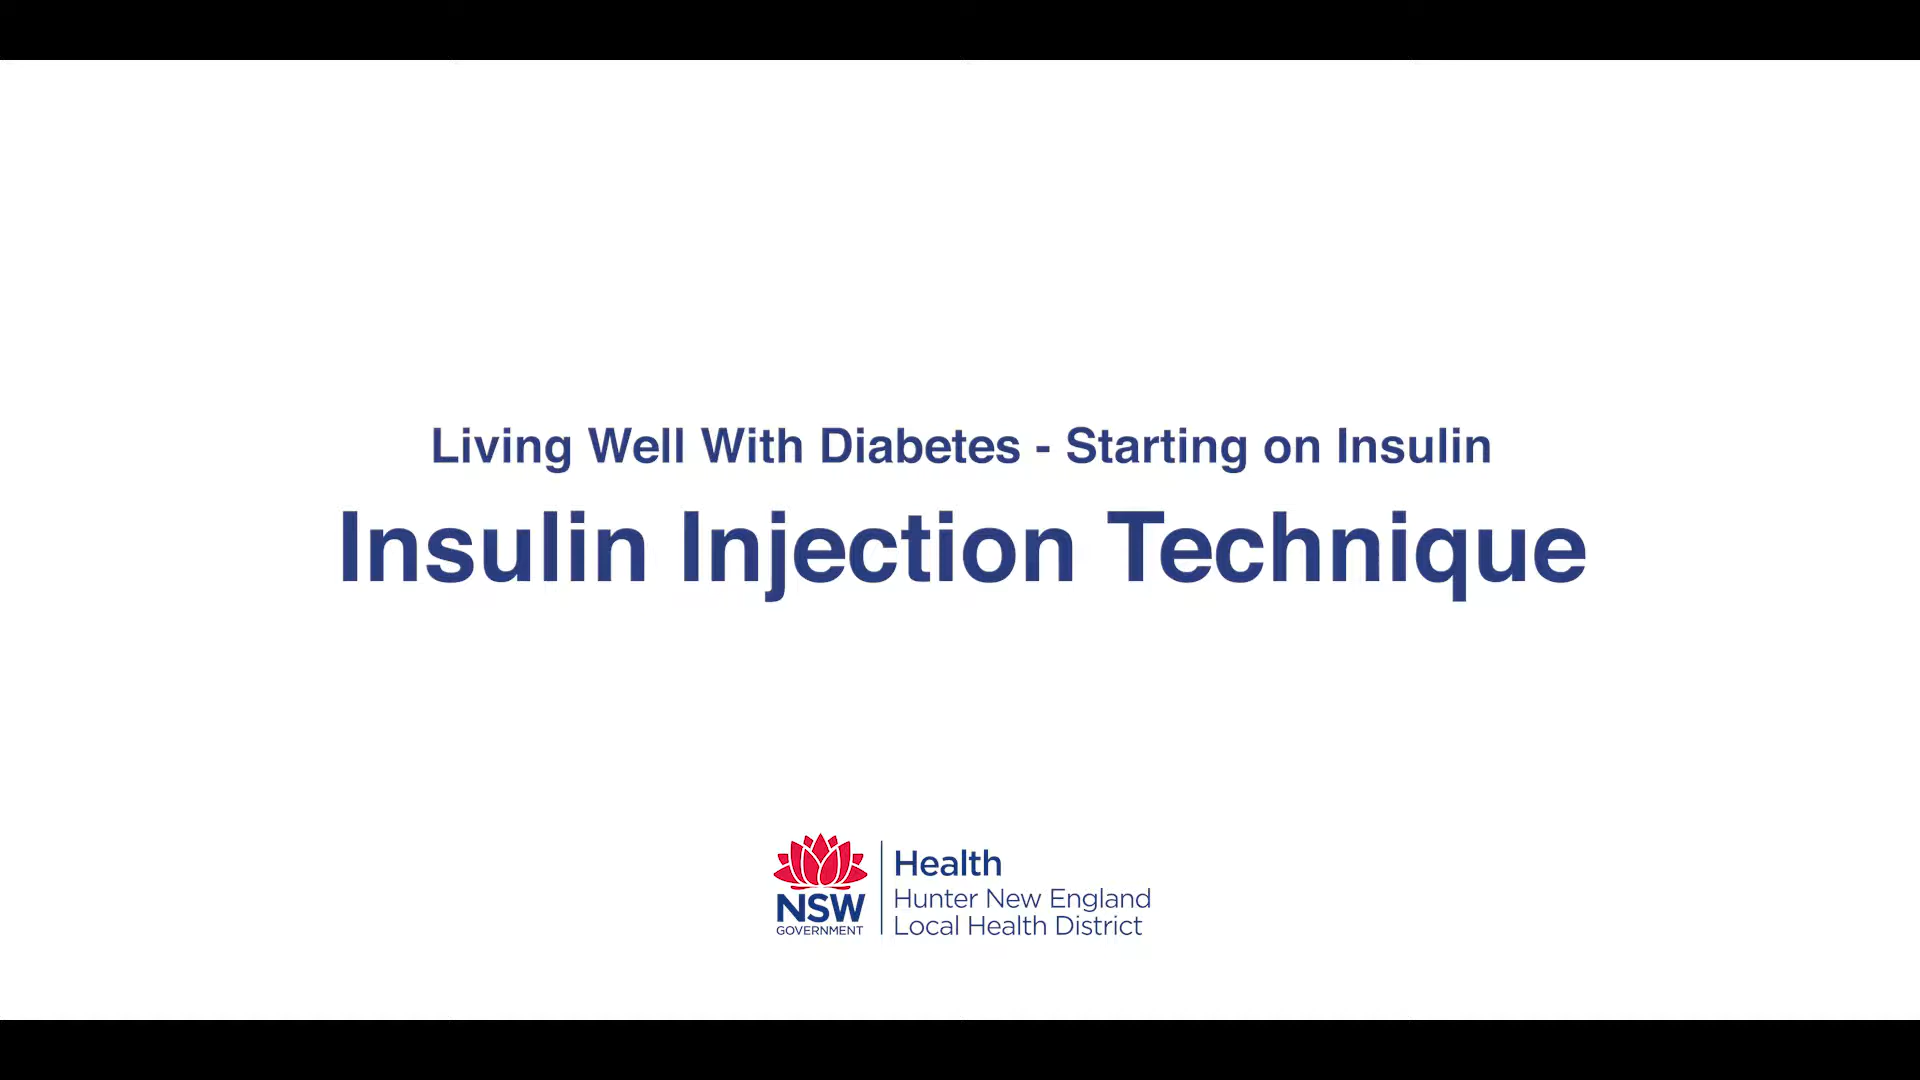 Living Well With Diabetes - Starting on Insulin
Insulin Injection Technique
NSW
GOVERNMENT
Health
Hunter New England
Local Health District